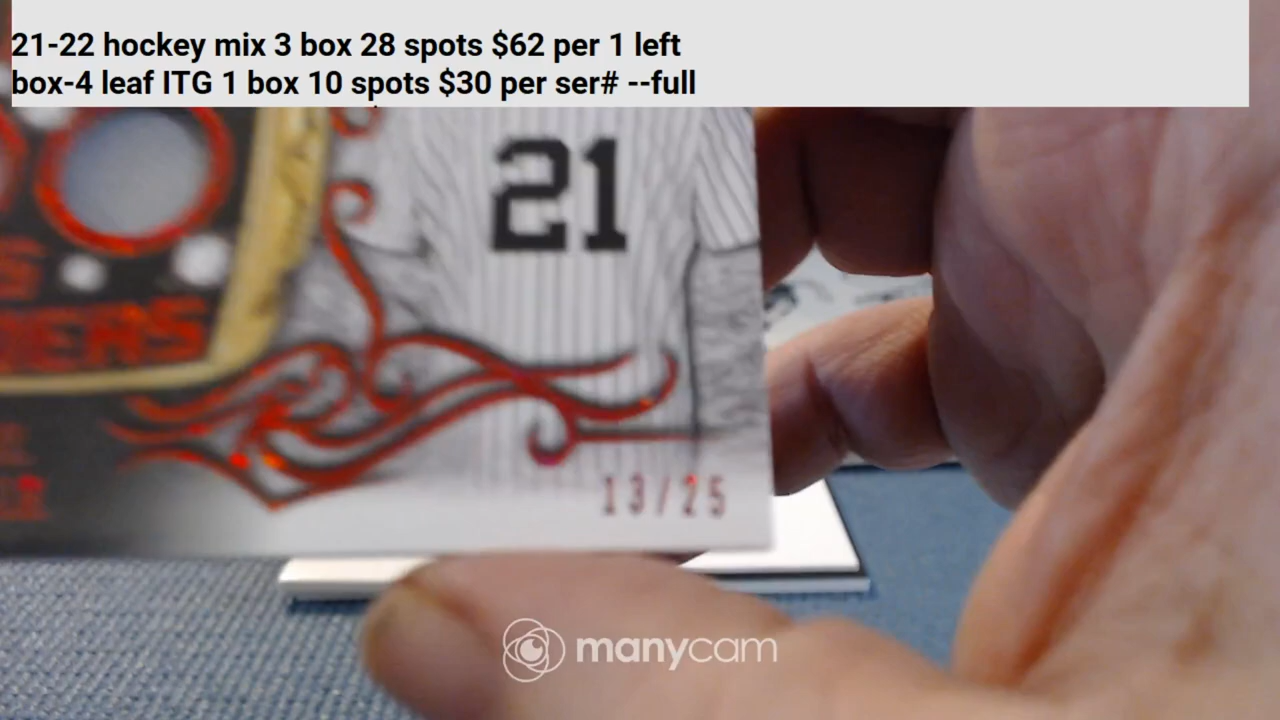 21-22 hockey mix 3 box 28 spots $62 per 1 left
box-4 leaf ITG 1 box 10 spots $30 per ser# --full
21
13/25
manycam